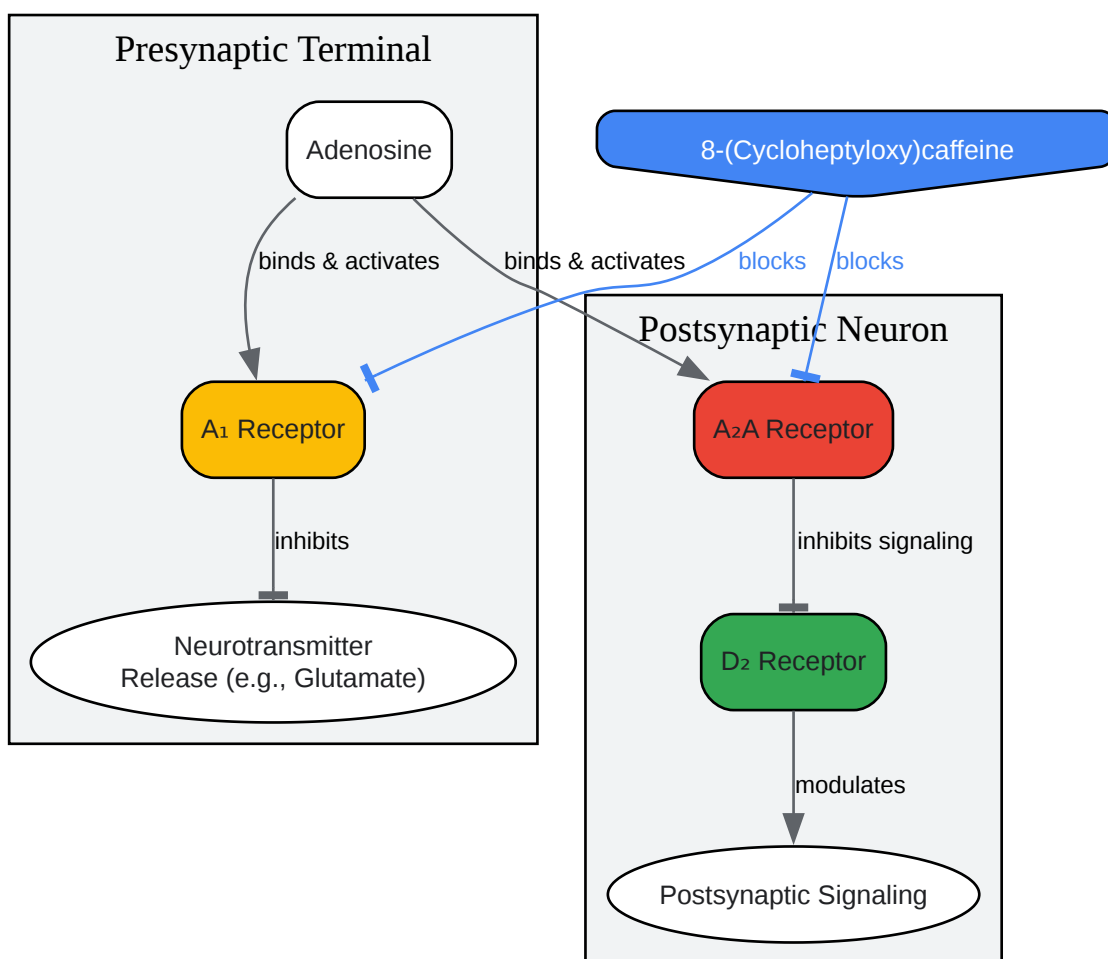 Presynaptic Terminal
Adenosine
8-(Cycloheptyloxy)caffeine
binds & activates
binds & activates
blocks
blocks
Postsynaptic Neuron
A₁ Receptor
A₂A Receptor
inhibits
inhibits signaling
Neurotransmitter
Release (e.g., Glutamate)
D₂ Receptor
modulates
Postsynaptic Signaling